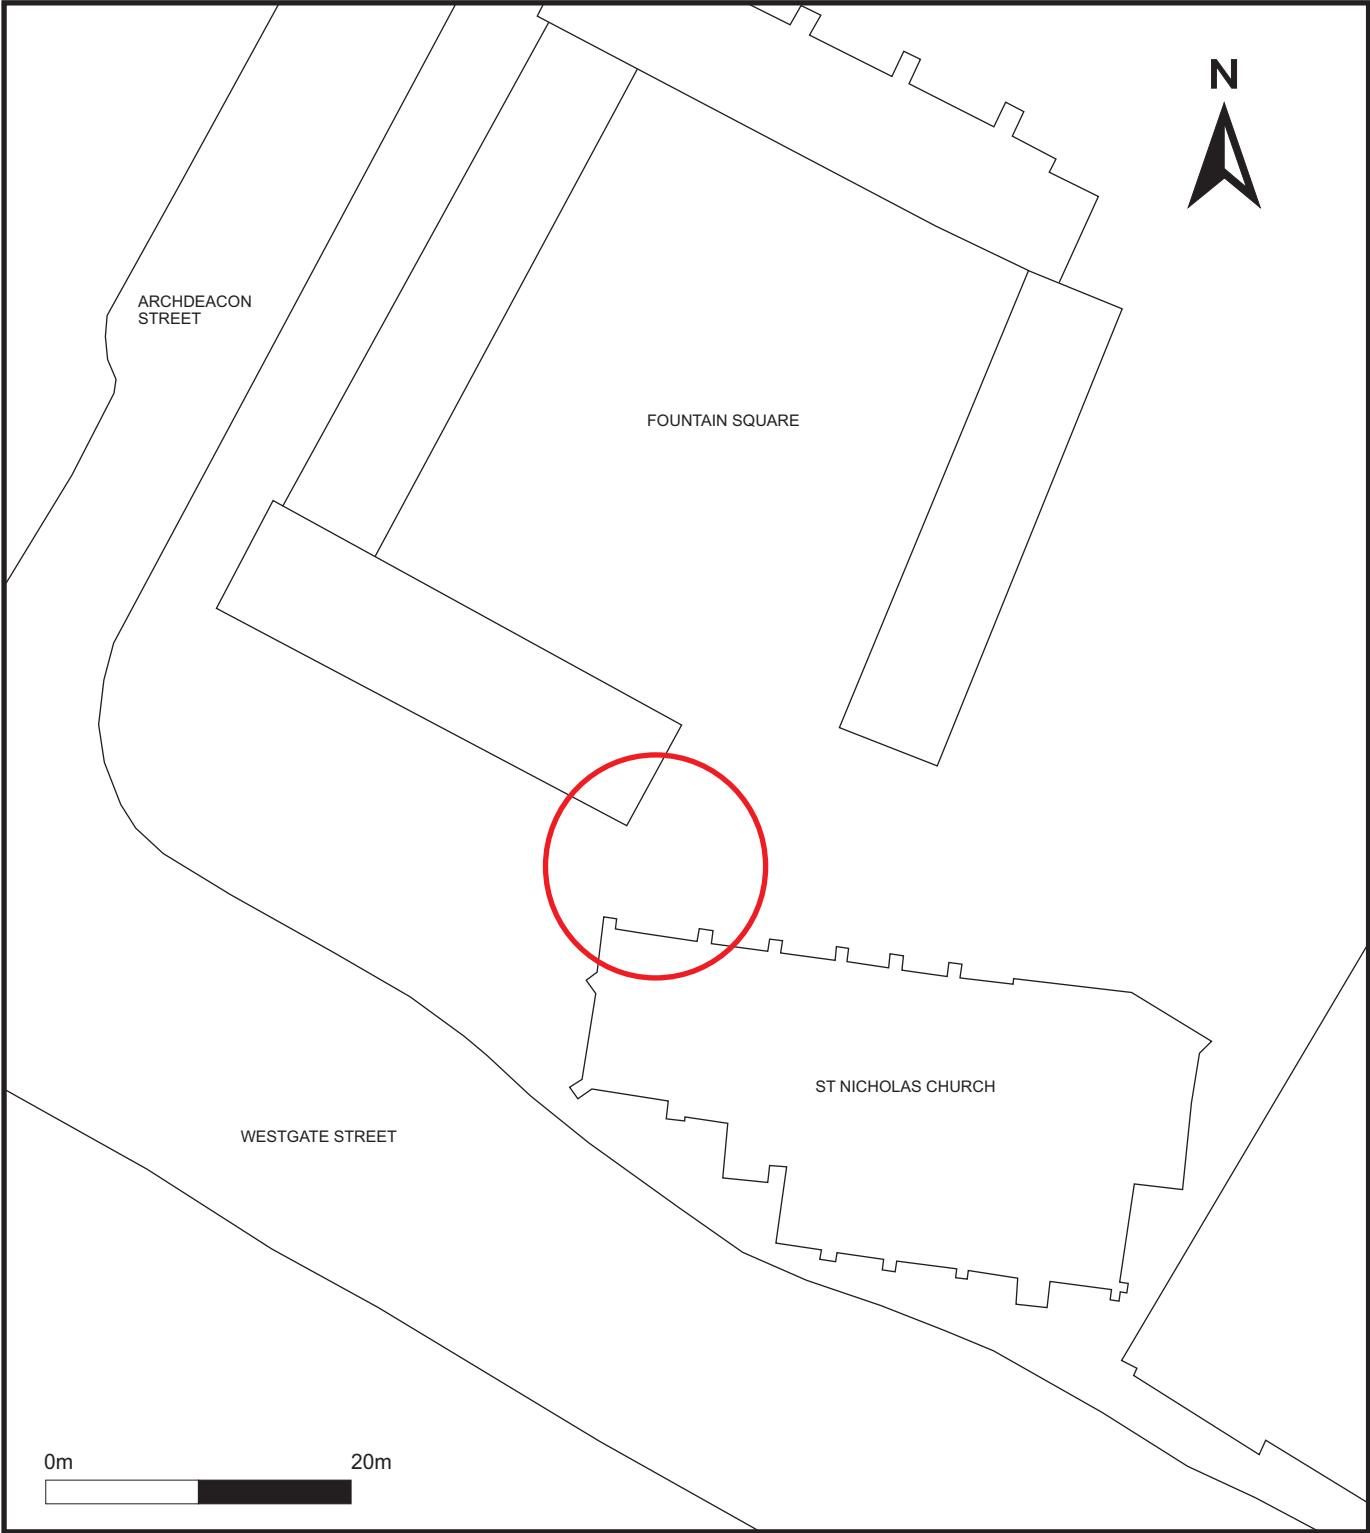 N
ARCHDEACON
STREET
FOUNTAIN SQUARE
ST NICHOLAS CHURCH
WESTGATE STREET
0m 20m